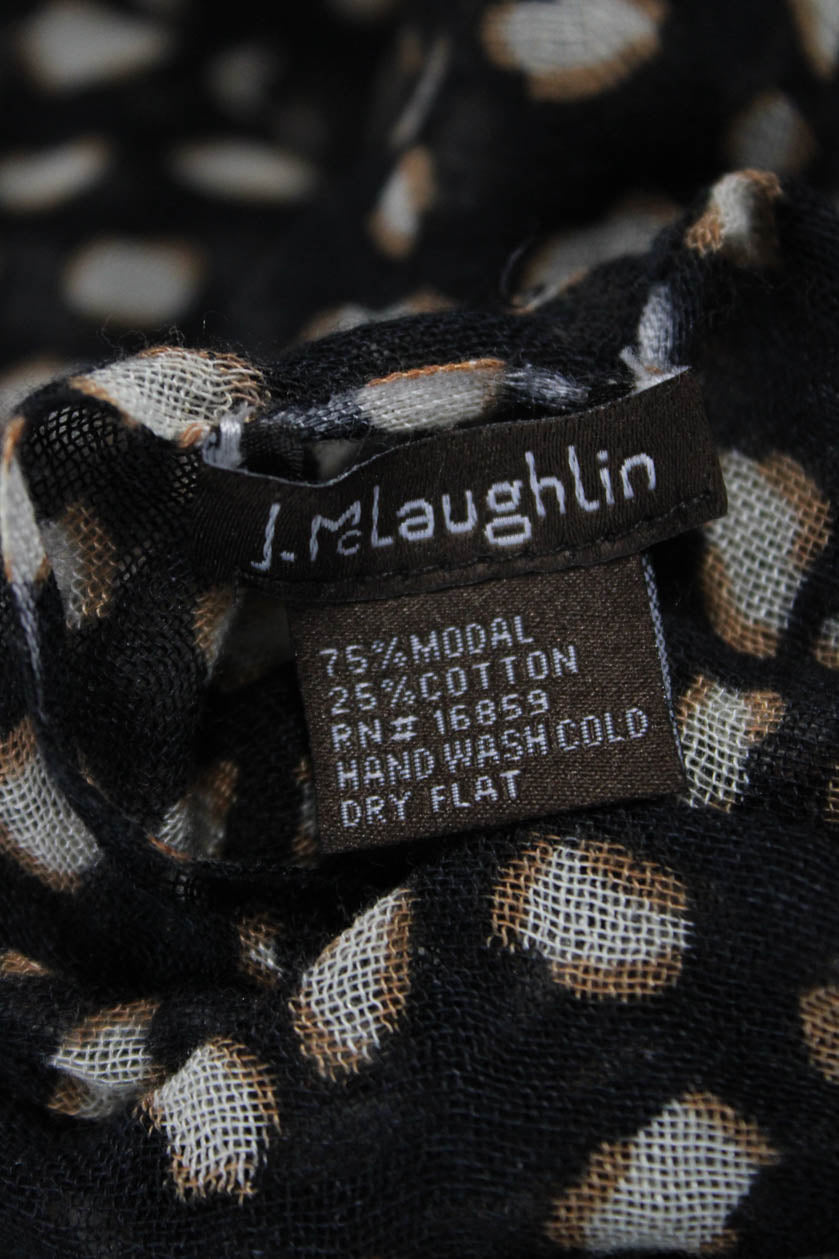 J. McLaughlin
75% MODAL
25% COTTON
RN# 16859
HAND WASH COLD
DRY FLAT